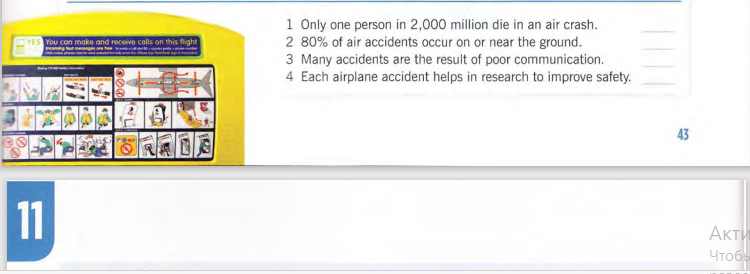 YES
You can make and receive calls on this flight
Incoming text messages are free
1 Only one person in 2,000 million die in an air crash.
2 80% of air accidents occur on or near the ground.
3 Many accidents are the result of poor communication.
4 Each airplane accident helps in research to improve safety.
43
11
Акти
Чтобы